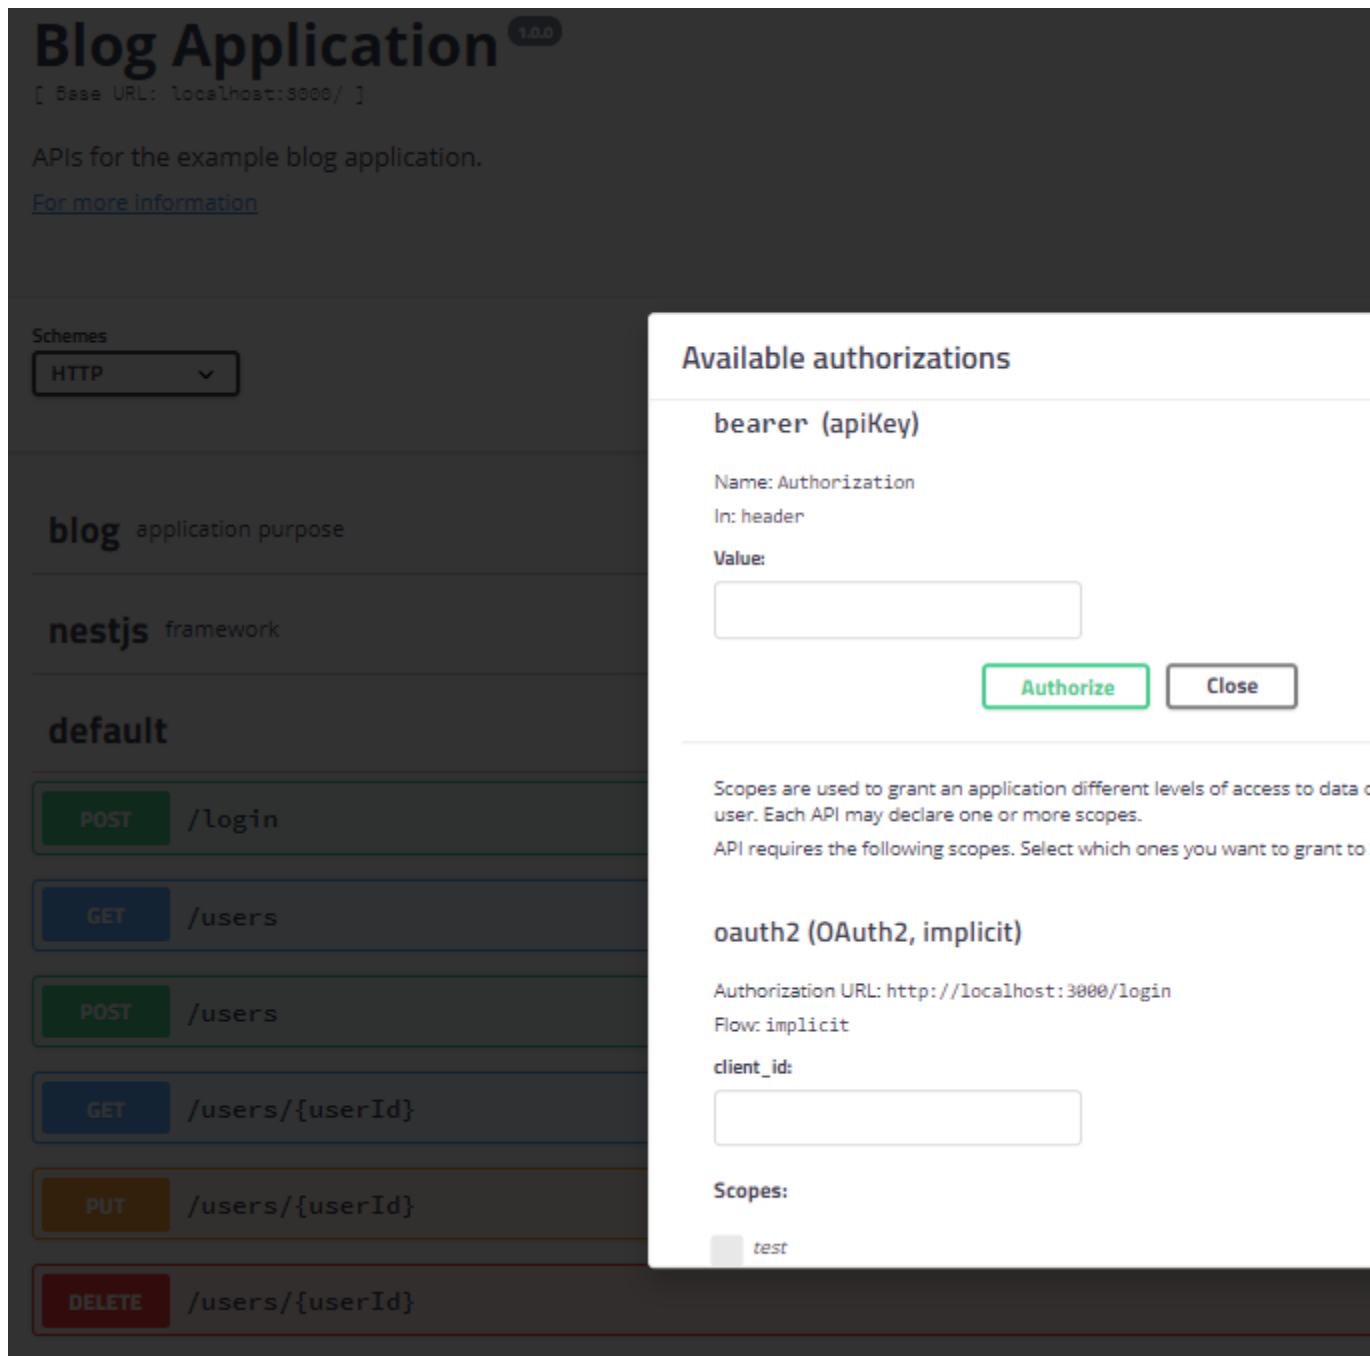 Blog Application 1.0.0
[ Base URL: localhost:3000/ ]
APIs for the example blog application.
For more information
Schemes
HTTP
blog application purpose
nestjs framework
default
POST /login
GET /users
POST /users
GET /users/{userId}
PUT /users/{userId}
DELETE /users/{userId}
Available authorizations
bearer (apiKey)
Name: Authorization
In: header
Value:
Authorize Close
Scopes are used to grant an application different levels of access to data
user. Each API may declare one or more scopes.
API requires the following scopes. Select which ones you want to grant to
oauth2 (OAuth2, implicit)
Authorization URL: http://localhost:3000/login
Flow: implicit
client_id:
Scopes:
test